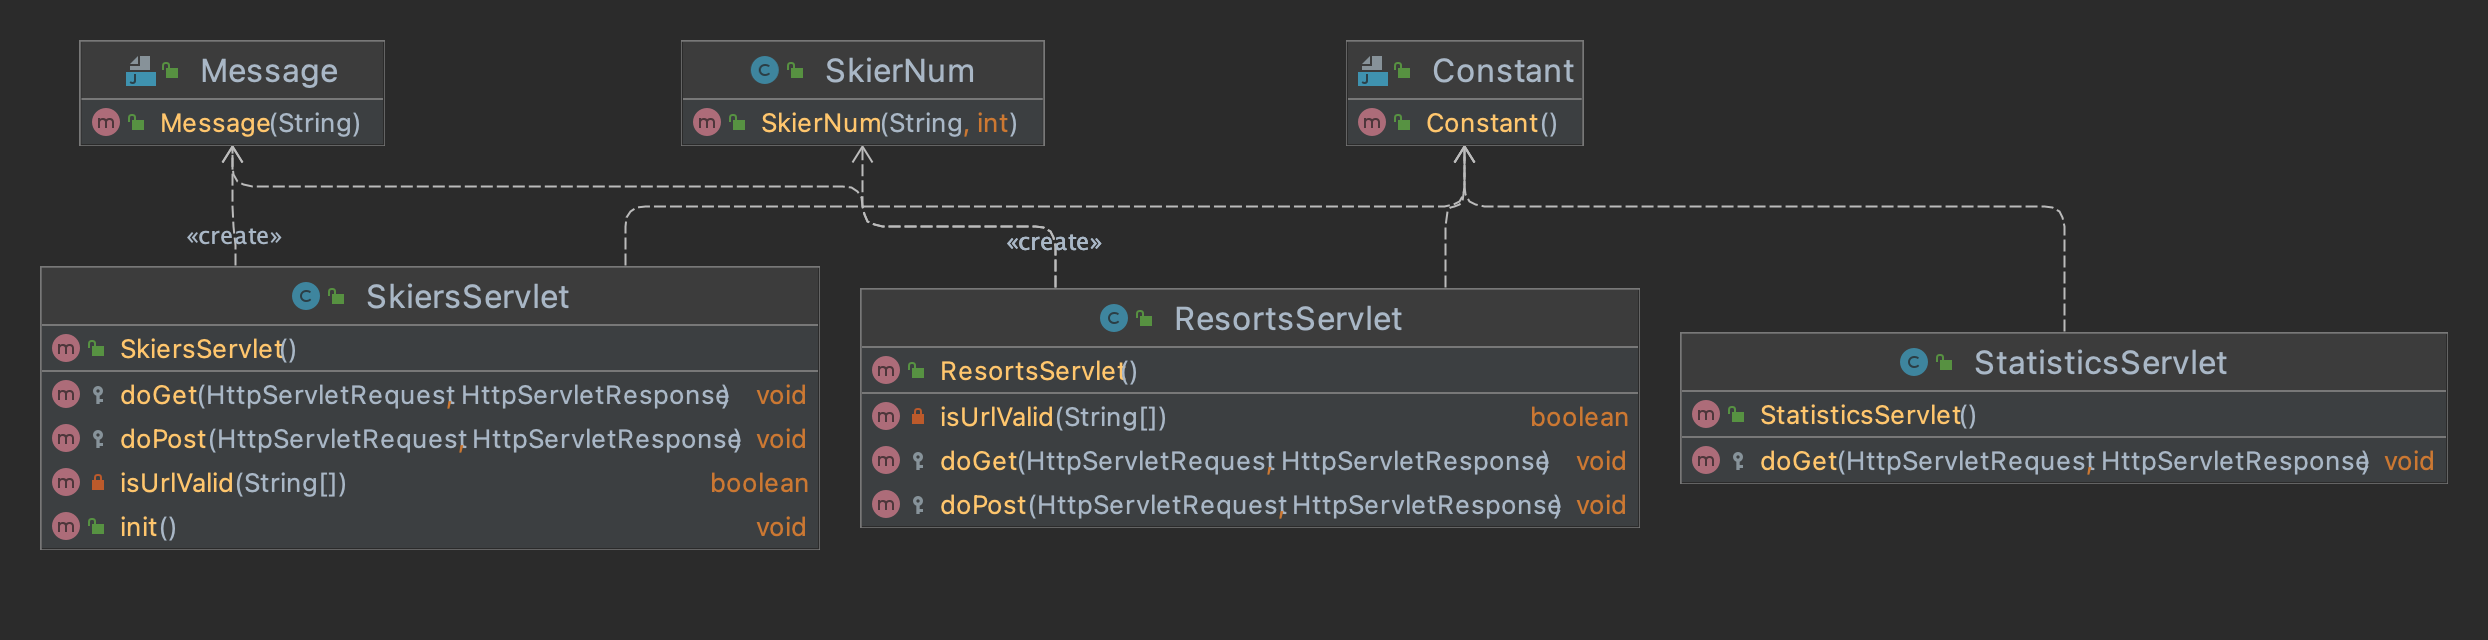 Message
Message(String)
SkierNum
SkierNum(String, int)
Constant
Constant()
«create»
«create»
SkiersServlet
SkiersServlet()
doGet(HttpServletRequest, HttpServletResponse) void
doPost(HttpServletRequest, HttpServletResponse) void
isUrlValid(String[]) boolean
init() void
ResortsServlet
ResortsServlet()
isUrlValid(String[]) boolean
doGet(HttpServletRequest, HttpServletResponse) void
doPost(HttpServletRequest, HttpServletResponse) void
StatisticsServlet
StatisticsServlet()
doGet(HttpServletRequest, HttpServletResponse) void